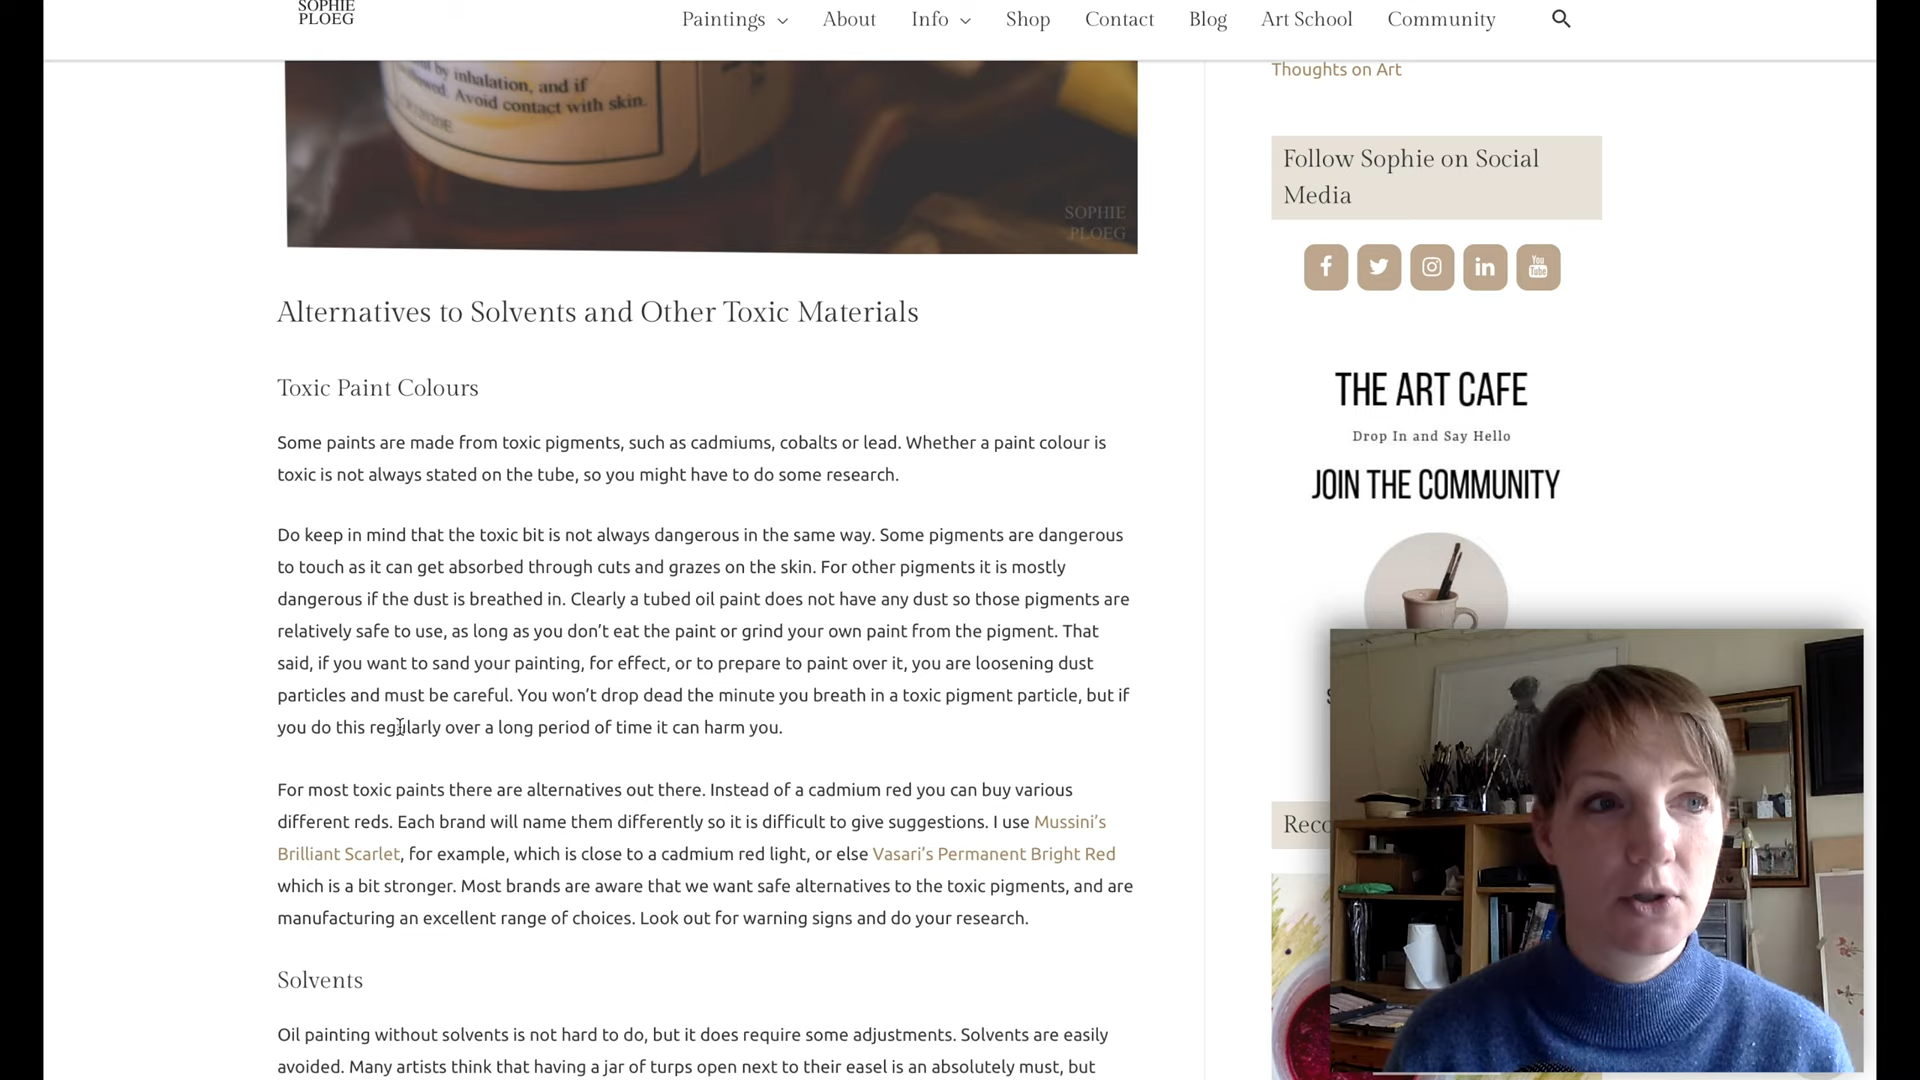 SOPHIE
PLOEG
Paintings
About
Info
Shop
Contact
Blog
Art School
Community
by inhalation, and if
Avoid contact with skin.
SOPHIE
PLOEG
Alternatives to Solvents and Other Toxic Materials
Toxic Paint Colours
Some paints are made from toxic pigments, such as cadmiums, cobalts or lead. Whether a paint colour is
toxic is not always stated on the tube, so you might have to do some research.
Do keep in mind that the toxic bit is not always dangerous in the same way. Some pigments are dangerous
to touch as it can get absorbed through cuts and grazes on the skin. For other pigments it is mostly
dangerous if the dust is breathed in. Clearly a tubed oil paint does not have any dust so those pigments are
relatively safe to use, as long as you don’t eat the paint or grind your own paint from the pigment. That
said, if you want to sand your painting, for effect, or to prepare to paint over it, you are loosening dust
particles and must be careful. You won’t drop dead the minute you breath in a toxic pigment particle, but if
you do this regularly over a long period of time it can harm you.
For most toxic paints there are alternatives out there. Instead of a cadmium red you can buy various
different reds. Each brand will name them differently so it is difficult to give suggestions. I use Mussini’s
Brilliant Scarlet, for example, which is close to a cadmium red light, or else Vasari’s Permanent Bright Red
which is a bit stronger. Most brands are aware that we want safe alternatives to the toxic pigments, and are
manufacturing an excellent range of choices. Look out for warning signs and do your research.
Solvents
Oil painting without solvents is not hard to do, but it does require some adjustments. Solvents are easily
avoided. Many artists think that having a jar of turps open next to their easel is an absolutely must, but
Thoughts on Art
Follow Sophie on Social
Media
You
Tube
THE ART CAFE
Drop In and Say Hello
JOIN THE COMMUNITY